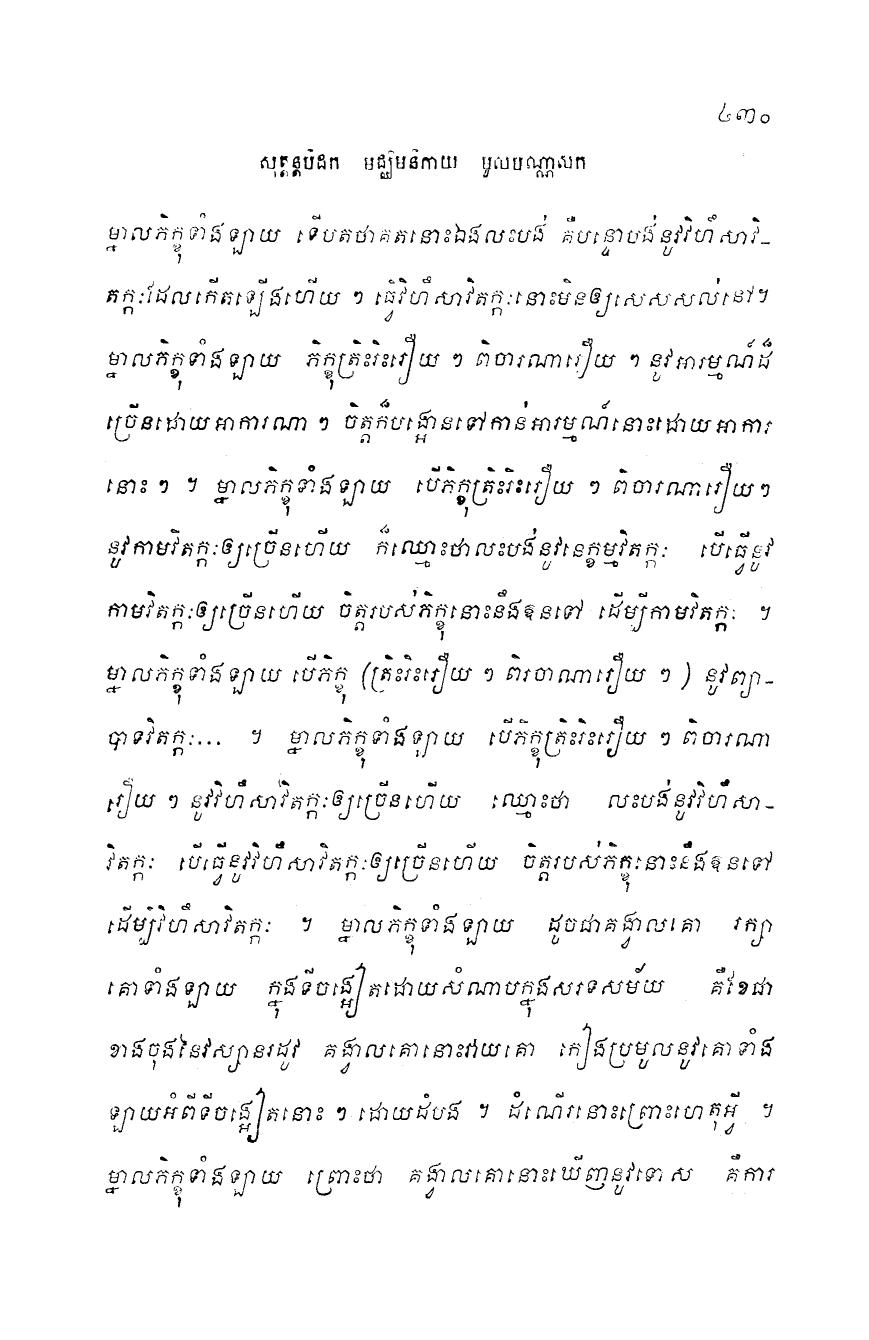 ៤៣០
សុត្តន្តបិដក មជ្ឈិមនិកាយ មូលបណ្ណាសក
ម្នាលភិក្ខុទាំងឡាយ ទើបតថាគតនោះឯងលះបង់ គឺបន្ទោបង់នូវវិហឹសាវិ-
តក្កៈដែលកើតឡើងហើយ ៗ ធ្វើវិហឹសាវិតក្កៈនោះមិនឲ្យសេសសល់នៅ។
ម្នាលភិក្ខុទាំងឡាយ ភិក្ខុត្រិះរិះរឿយ ៗ ពិចារណារឿយ ៗ នូវអារម្មណ៍ដ៏
ច្រើនដោយអាការណា ៗ ចិត្តក៏បង្អោនទៅកាន់អារម្មណ៍នោះដោយអាការ
នោះ ៗ ។ ម្នាលភិក្ខុទាំងឡាយ បើភិក្ខុត្រិះរិះរឿយ ៗ ពិចារណារឿយៗ
នូវកាមវិតក្កៈឲ្យច្រើនហើយ ក៏ឈ្មោះថាលះបង់នូវនេក្ខម្មវិតក្កៈ បើធ្វើនូវ
កាមវិតក្កៈឲ្យច្រើនហើយ ចិត្តរបស់ភិក្ខុនោះនឹងឱនទៅ ដើម្បីកាមវិតក្កៈ ។
ម្នាលភិក្ខុទាំងឡាយ បើភិក្ខុ (ត្រិះរិះរឿយ ៗ ពិរចាណារឿយ ៗ ) នូវព្យា-
បាទវិតក្កៈ... ។ ម្នាលភិក្ខុទាំងឡាយ បើភិក្ខុត្រិះរិះរឿយ ៗ ពិចារណា
រឿយ ៗ នូវវិហឹសាវិតក្កៈឲ្យច្រើនហើយ ឈ្មោះថា លះបង់នូវវិហឹសា-
វិតក្កៈ បើធ្វើនូវវិហឹសាវិតក្កៈឲ្យច្រើនហើយ ចិត្តរបស់ភិក្ខុនោះនឹងឱនទៅ
ដើម្បីវិហឹសាវិតក្កៈ ។ ម្នាលភិក្ខុទាំងឡាយ ដូចជាគង្វាលគោ រក្សា
គោទាំងឡាយ ក្នុងទីចង្អៀតដោយសំណាបក្នុងសរទសម័យ គឺខែជា
ខាងចុងនៃវស្សានរដូវ គង្វាលគោនោះវាយគោ កៀងប្រមូលនូវគោទាំង
ឡាយអំពីទីចង្អៀតនោះ ៗ ដោយដំបង ។ ដំណើរនោះព្រោះហេតុអ្វី ។
ម្នាលភិក្ខុទាំងឡាយ ព្រោះថា គង្វាលគោនោះឃើញនូវទោស គឺការ